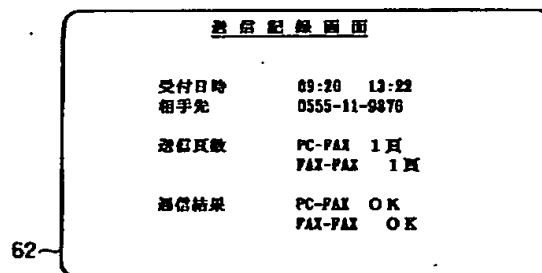 通信記録画面
受付日時 09:20 13:22
相手先 0555-11-9876
送信頁数 PC-FAX 1頁
FAX-FAX 1頁
通信結果 PC-FAX OK
FAX-FAX OK
62